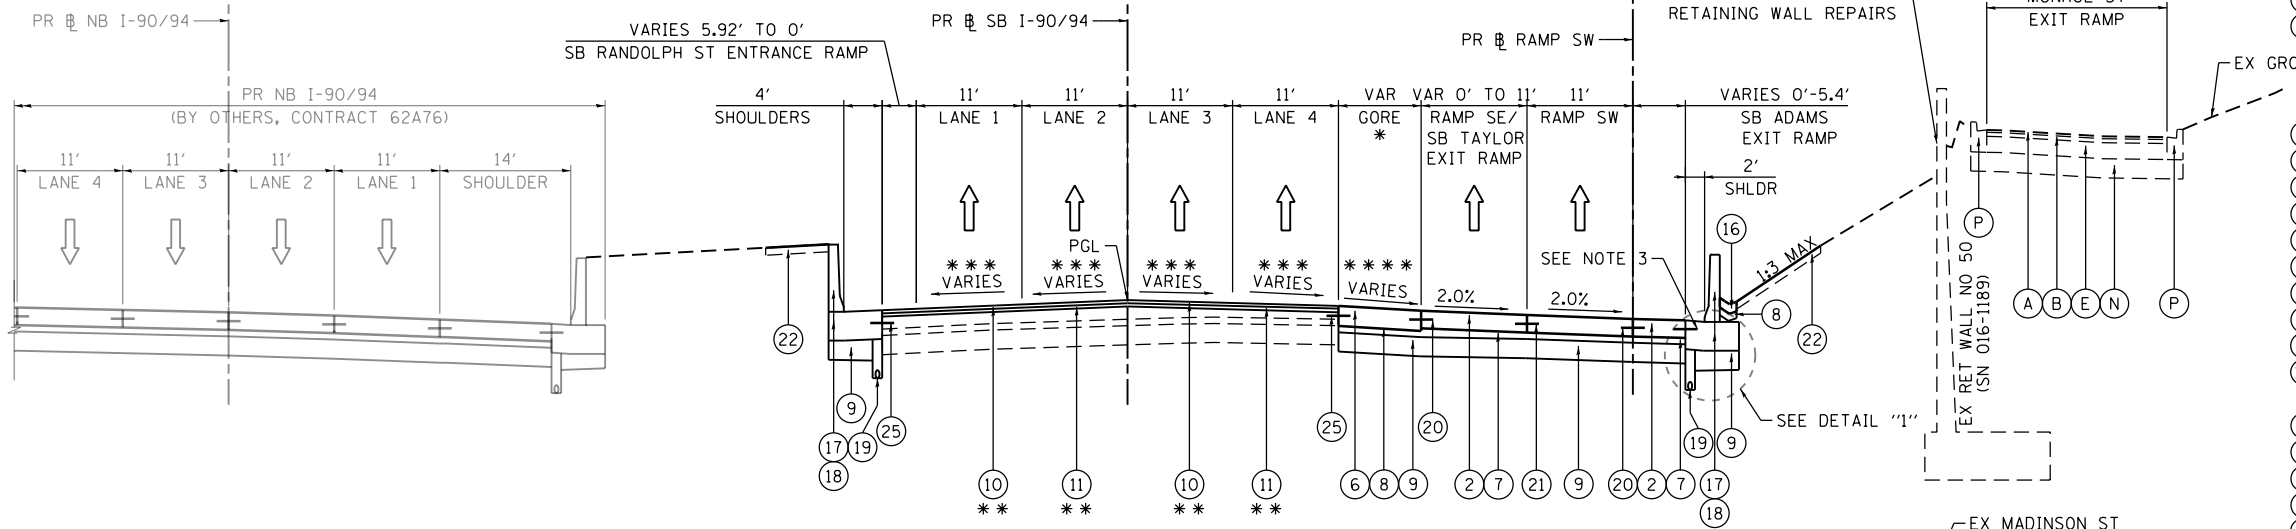 PR ℄ NB I-90/94
VARIES 5.92' TO 0'
SB RANDOLPH ST ENTRANCE RAMP
PR ℄ SB I-90/94
PR ℄ RAMP SW
RETAINING WALL REPAIRS
EXIT RAMP
EX GRO
PR NB I-90/94
(BY OTHERS, CONTRACT 62A76)
11'
LANE 4
11'
LANE 3
11'
LANE 2
11'
LANE 1
14'
SHOULDER
4'
SHOULDERS
11'
LANE 1
11'
LANE 2
11'
LANE 3
11'
LANE 4
VAR
GORE
*
VAR 0' TO 11'
RAMP SE/
SB TAYLOR
EXIT RAMP
11'
RAMP SW
VARIES 0'-5.4'
SB ADAMS
EXIT RAMP
2'
SHLDR
PGL
* * *
VARIES
* * *
VARIES
* * *
VARIES
* * *
VARIES
* * * *
VARIES
2.0%
2.0%
SEE NOTE 3
16
1:3 MAX
8
22
22
P
A
B
E
N
P
EX RET WALL NO 50
(SN 016-1189)
SEE DETAIL "1"
9
17
18
19
25
10
* *
11
* *
10
* *
11
* *
25
6
8
9
20
2
7
21
9
20
2
7
19
17
18
9
EX MADINSON ST